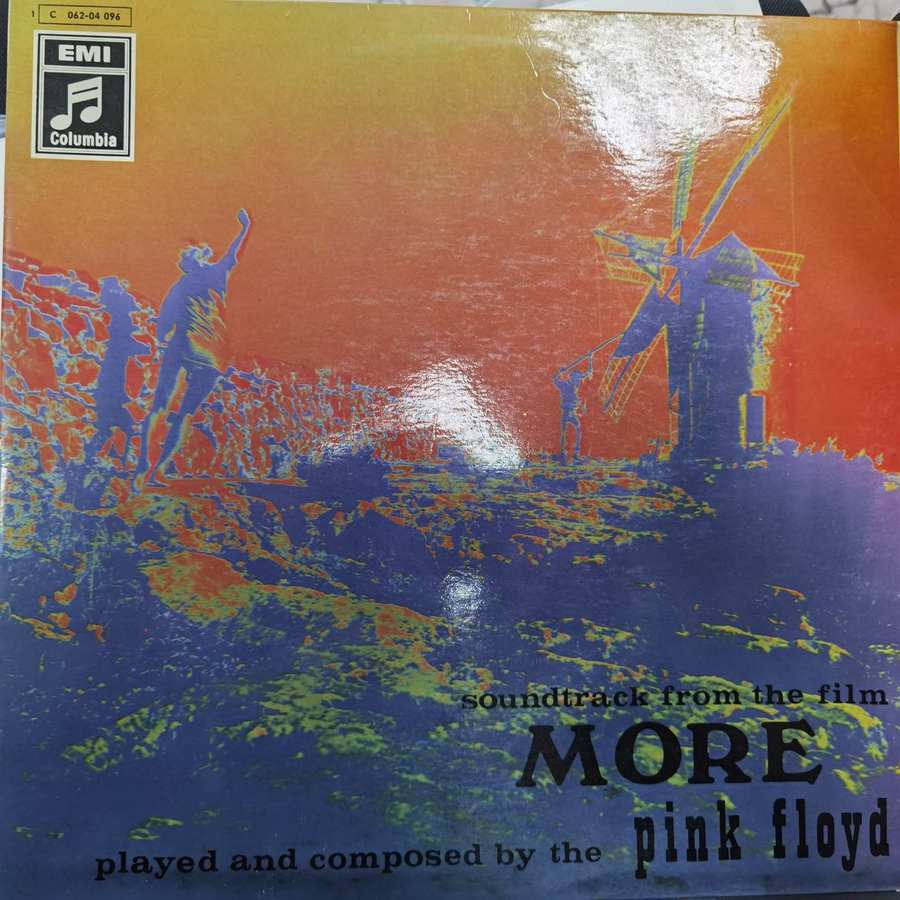 1 C 062-04 096
EMI
Columbia
soundtrack from the film
MORE
played and composed by the pink floyd